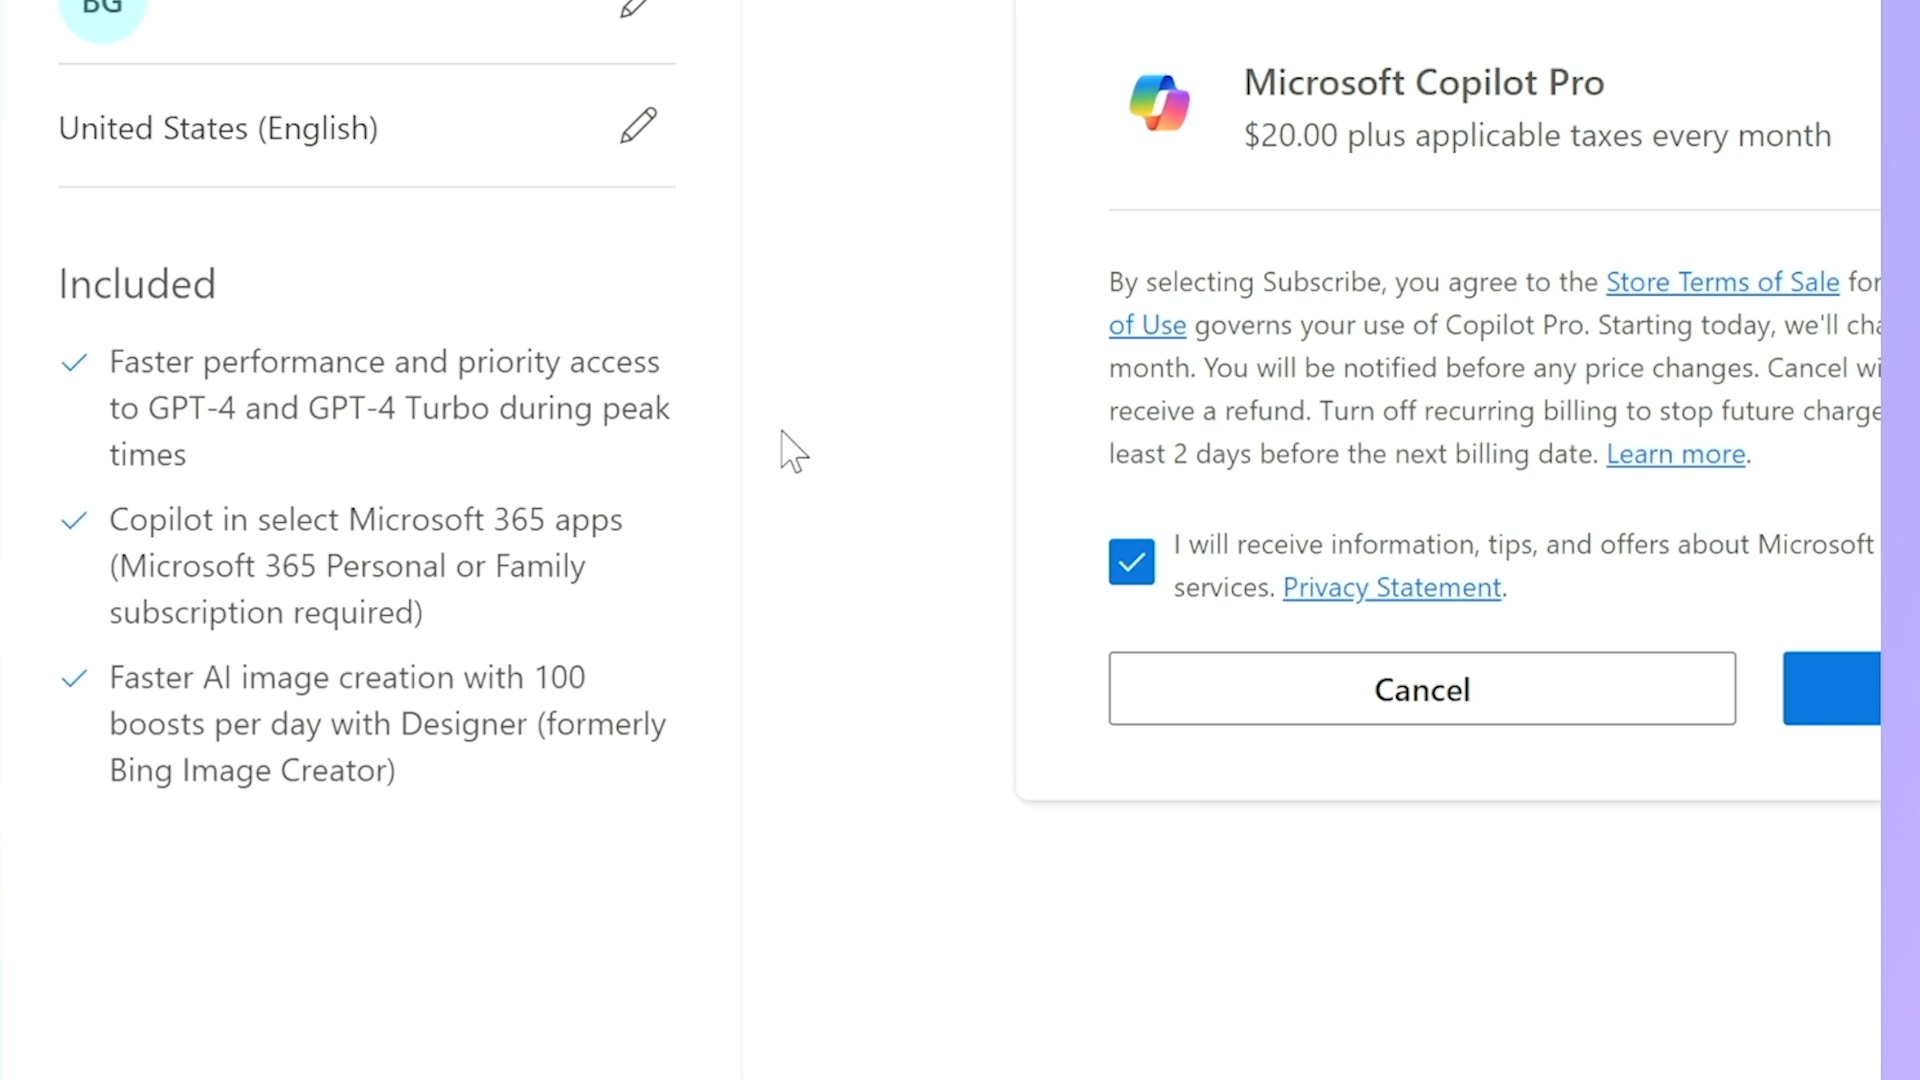 BG
United States (English)
Included
Faster performance and priority access
to GPT-4 and GPT-4 Turbo during peak
times
Copilot in select Microsoft 365 apps
(Microsoft 365 Personal or Family
subscription required)
Faster AI image creation with 100
boosts per day with Designer (formerly
Bing Image Creator)
Microsoft Copilot Pro
$20.00 plus applicable taxes every month
By selecting Subscribe, you agree to the Store Terms of Sale for
of Use governs your use of Copilot Pro. Starting today, we'll
month. You will be notified before any price changes. Cancel
receive a refund. Turn off recurring billing to stop future
least 2 days before the next billing date. Learn more.
I will receive information, tips, and offers about Microsoft
services. Privacy Statement.
Cancel